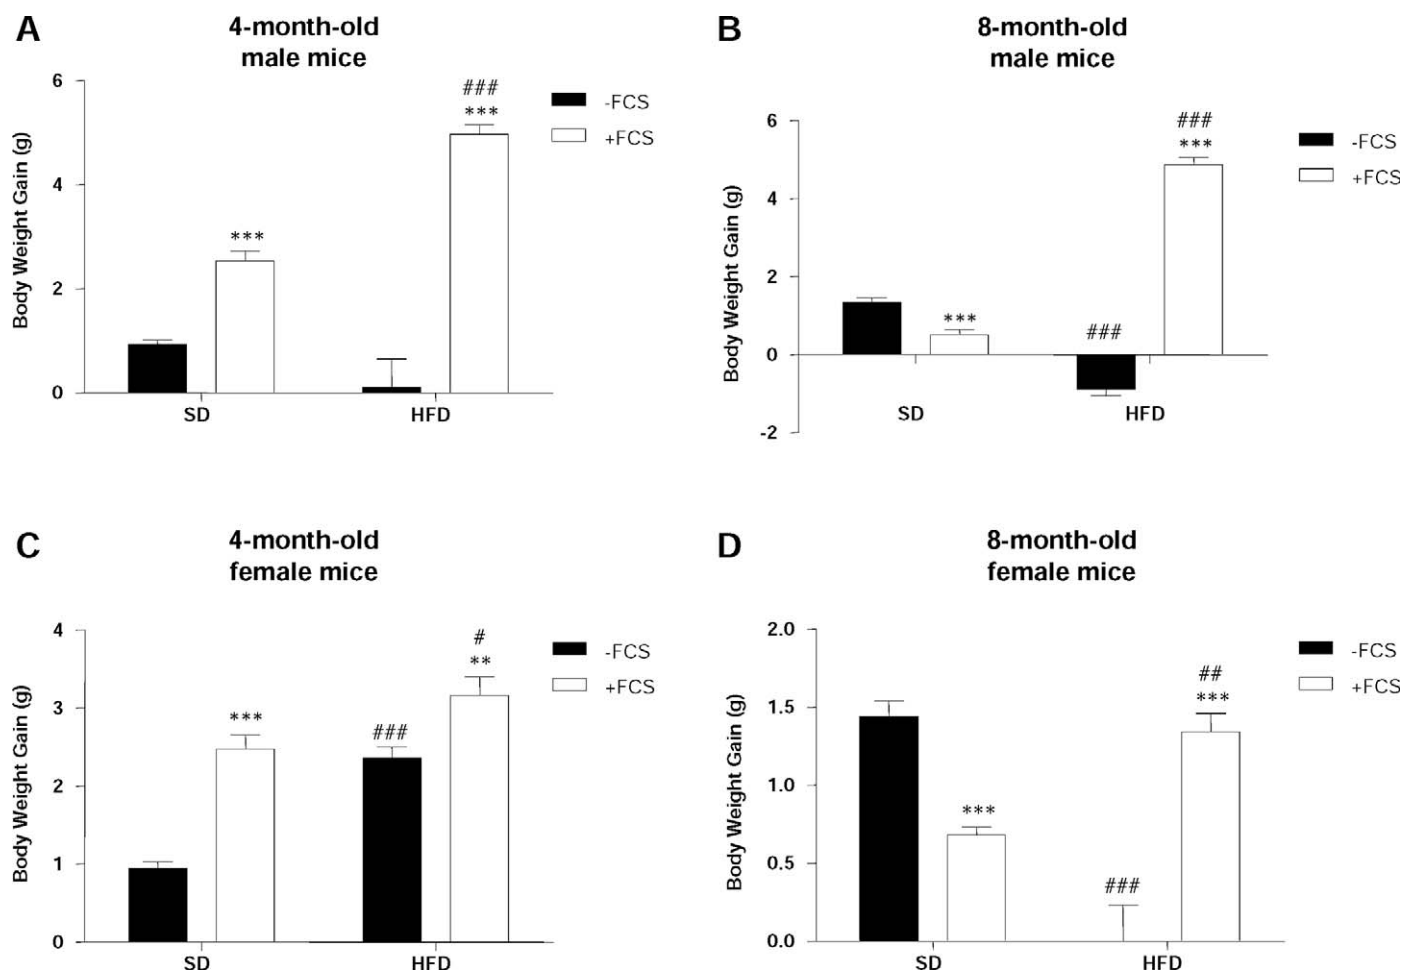 A
4-month-old
male mice
Body Weight Gain (g)
6
4
2
0
***
###
***
SD
HFD
-FCS
+FCS
B
8-month-old
male mice
Body Weight Gain (g)
6
4
2
0
-2
***
###
###
***
SD
HFD
-FCS
+FCS
C
4-month-old
female mice
Body Weight Gain (g)
4
3
2
1
0
***
###
#
**
SD
HFD
-FCS
+FCS
D
8-month-old
female mice
Body Weight Gain (g)
2.0
1.5
1.0
0.5
0.0
***
###
##
***
SD
HFD
-FCS
+FCS